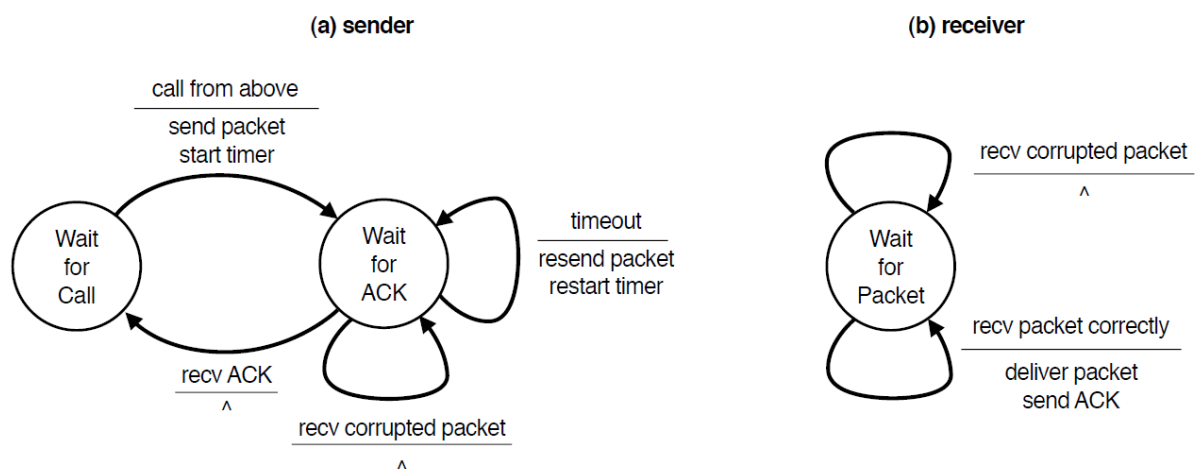 (a) sender
(b) receiver
call from above
send packet
start timer
Wait
for
Call
Wait
for
ACK
timeout
resend packet
restart timer
recv ACK
^
recv corrupted packet
^
recv corrupted packet
^
Wait
for
Packet
recv packet correctly
deliver packet
send ACK